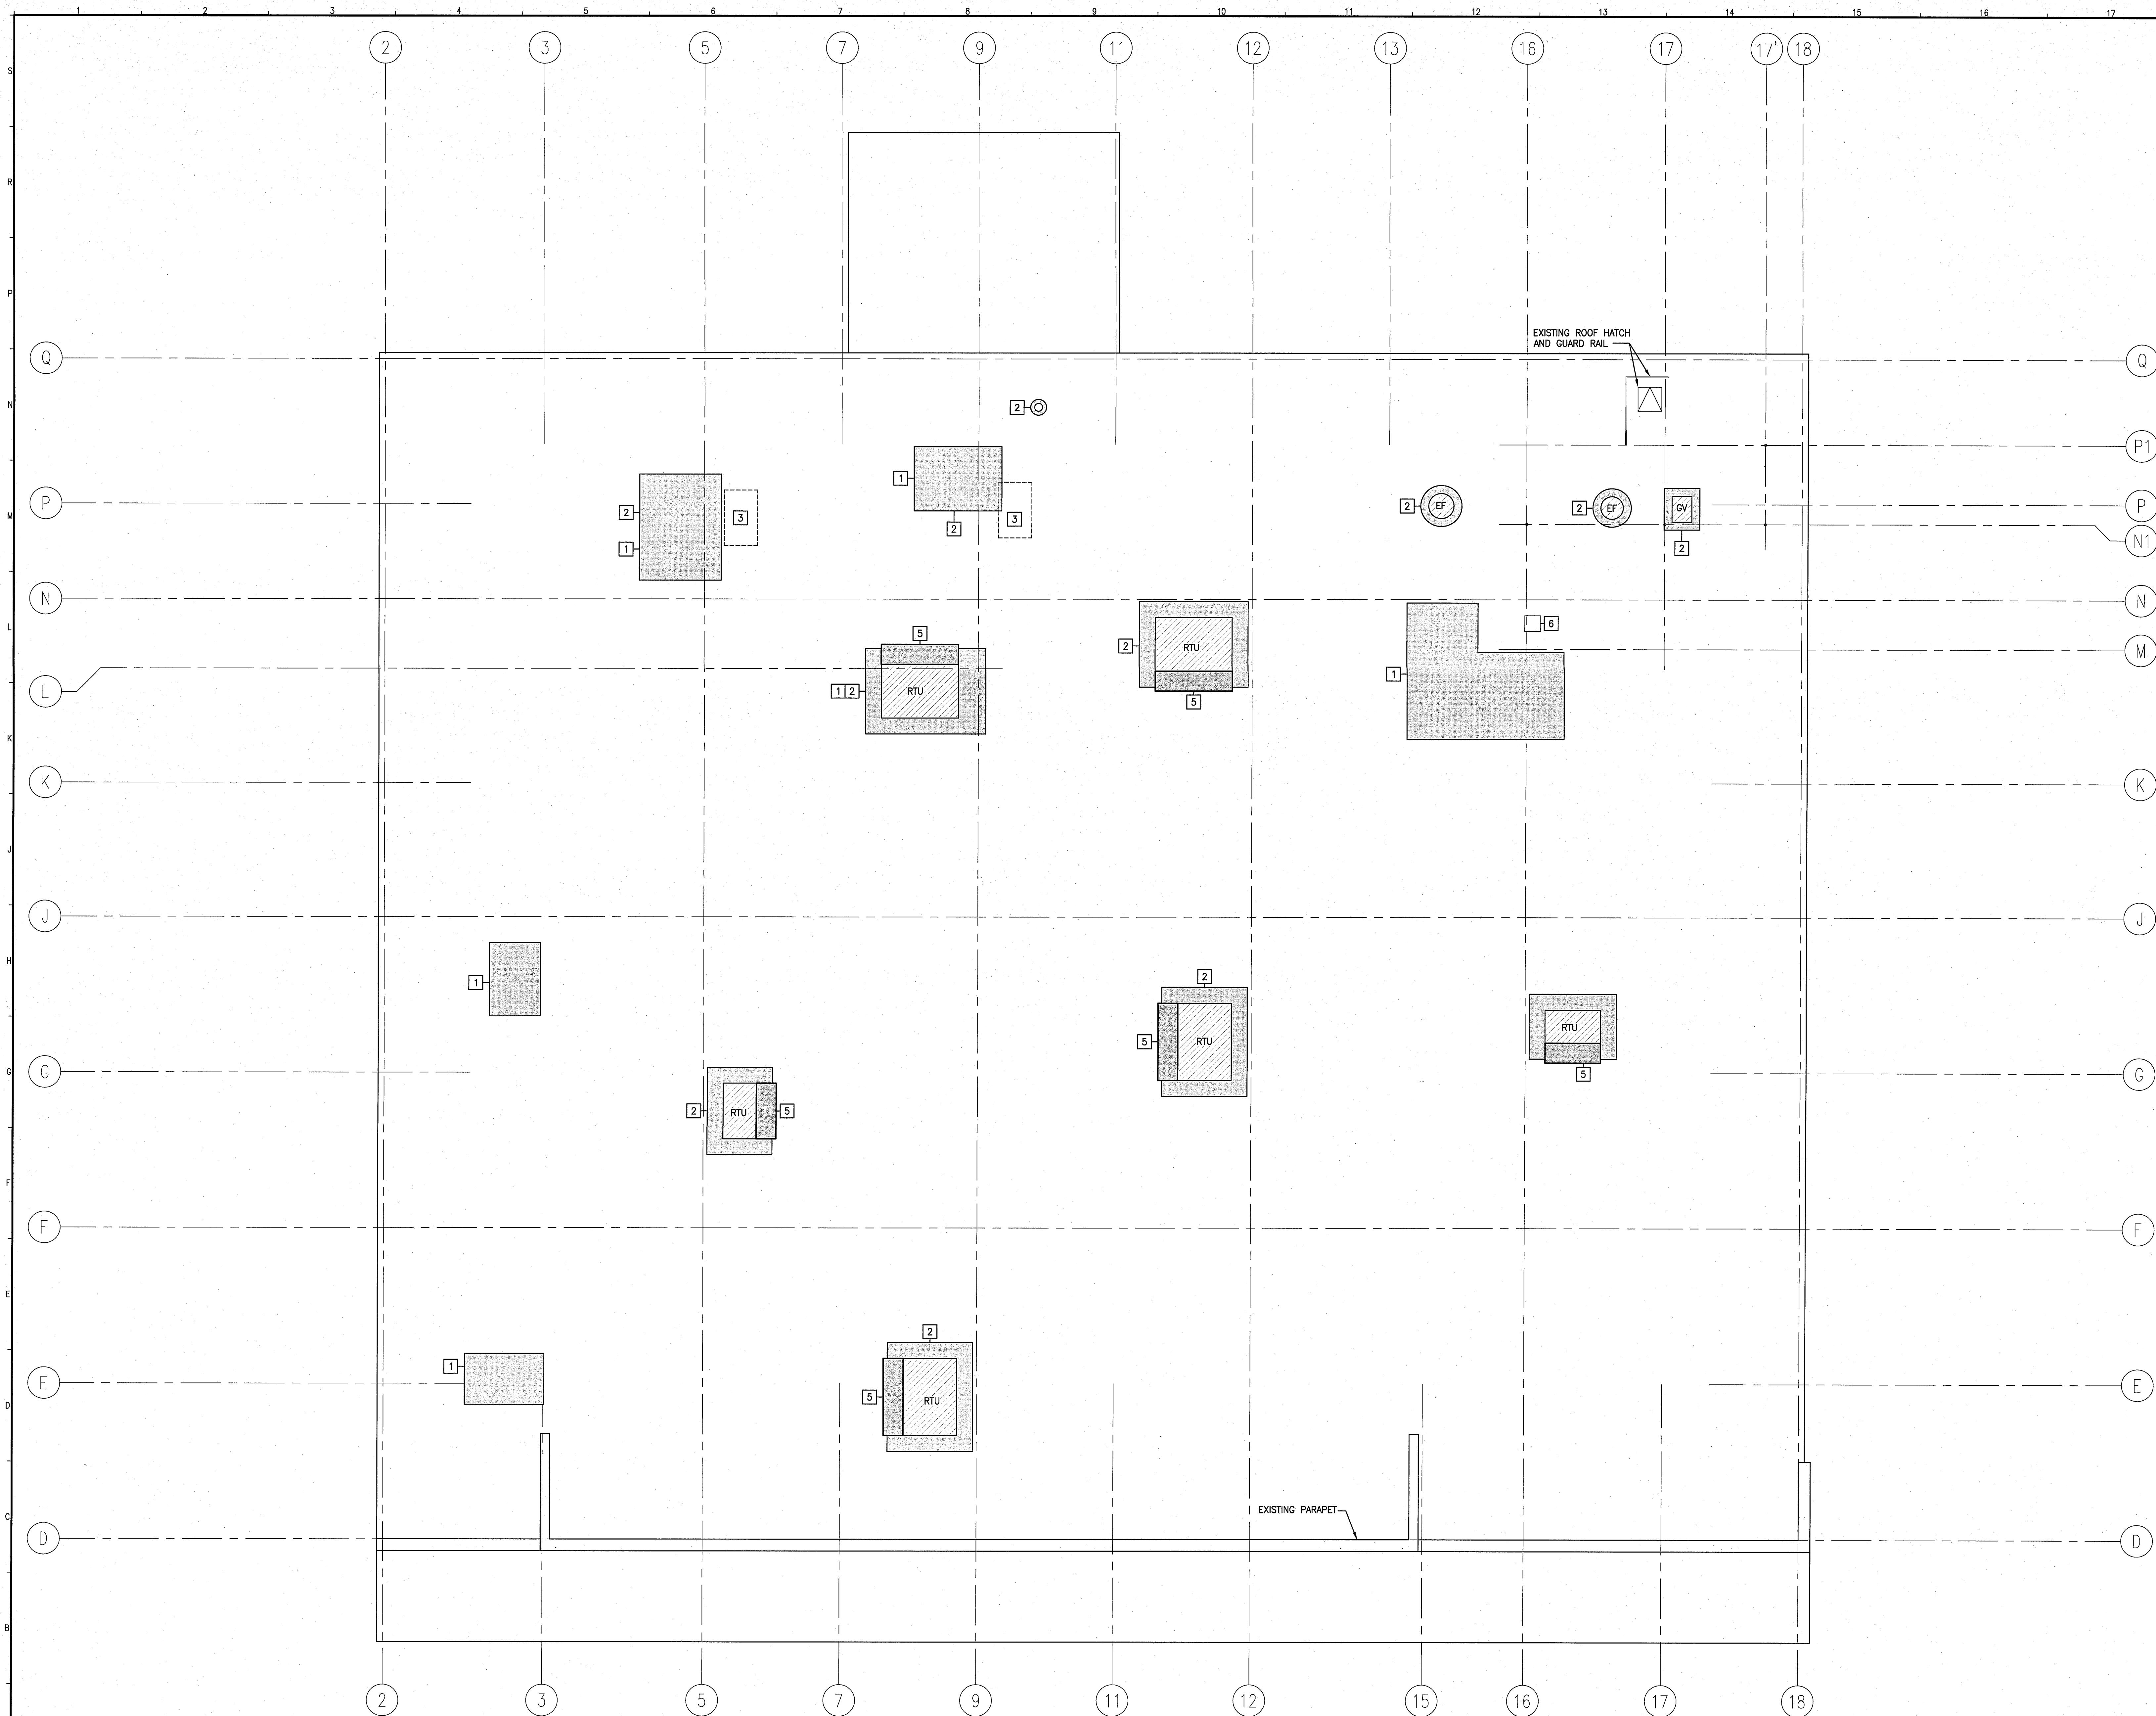 1 2 3 4 5 6 7 8 9 10 11 12 13 14 15 16 17
2 3 5 7 9 11 12 13 16 17 17' 18
S
R
P
EXISTING ROOF HATCH
AND GUARD RAIL
Q Q
N
2
P1
1
P 2 3 3 2 EF 2 EF GV P
M
2
1 2 N1
N N
L
6
5 2 RTU M
1
L 1 2 RTU
5
K
K K
J
J J
H
2
1
RTU
5 RTU
G G
G
5
2 RTU 5
F
F F
E
2
1
E E
D
5 RTU
EXISTING PARAPET
C
D D
B
2 3 5 7 9 11 12 15 16 17 18